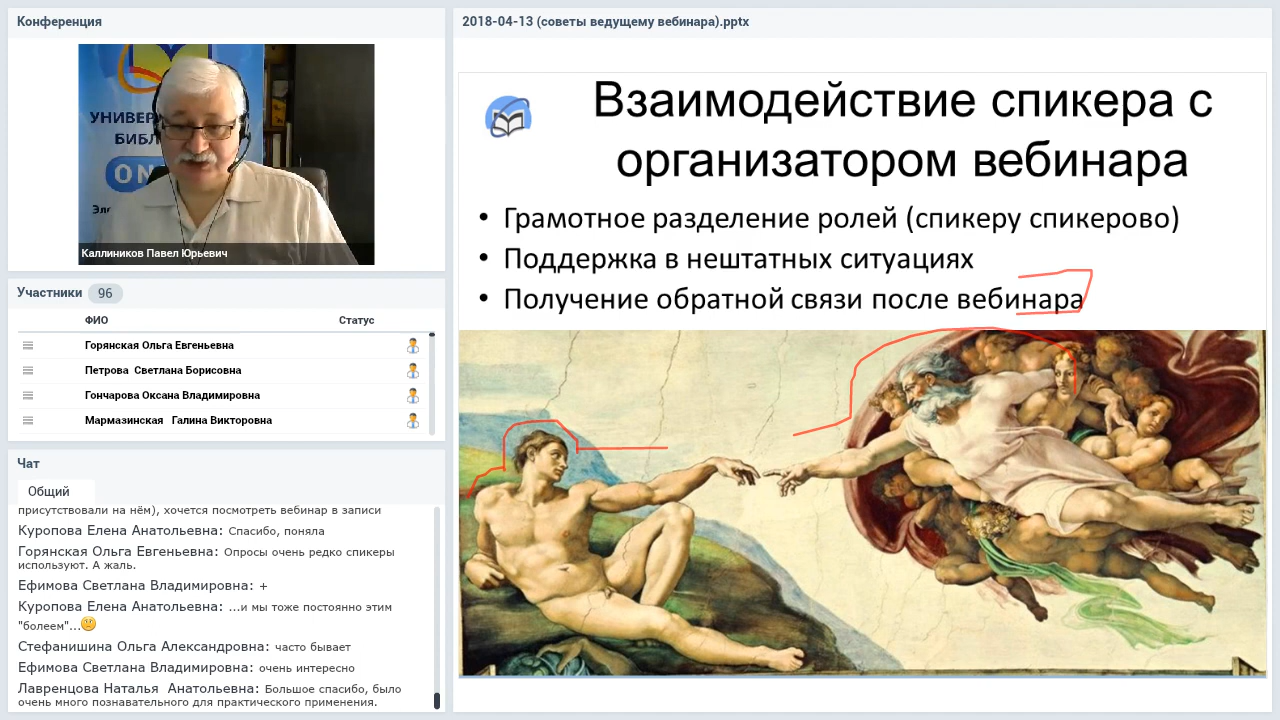 Конференция
УНИВЕР
БИБЛ
ON
Эле
Каллиников Павел Юрьевич
Участники 96
ФИО Статус
Горянская Ольга Евгеньевна
Петрова Светлана Борисовна
Гончарова Оксана Владимировна
Мармазинская Галина Викторовна
Чат
Общий
присутствовали на нём), хочется посмотреть вебинар в записи
Куропова Елена Анатольевна: Спасибо, поняла
Горянская Ольга Евгеньевна: Опросы очень редко спикеры
используют. А жаль.
Ефимова Светлана Владимировна: +
Куропова Елена Анатольевна: ...и мы тоже постоянно этим
"болеем"...
Стефанишина Ольга Александровна: часто бывает
Ефимова Светлана Владимировна: очень интересно
Лавренцова Наталья Анатольевна: Большое спасибо, было
очень много познавательного для практического применения.
2018-04-13 (советы ведущему вебинара).pptx
Взаимодействие спикера с
организатором вебинара
• Грамотное разделение ролей (спикеру спикерово)
• Поддержка в нештатных ситуациях
• Получение обратной связи после вебинара